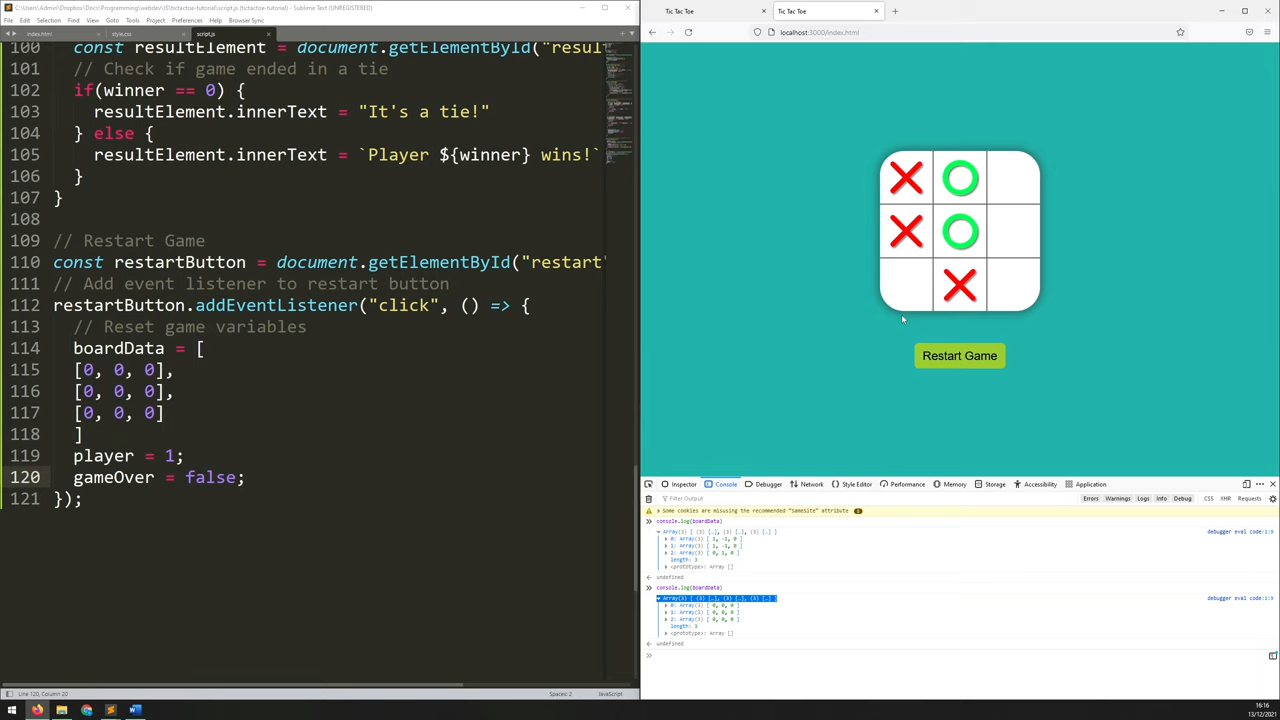 C:\Users\Admin\Dropbox\Docs\Programming\webdev\JS\tictactoe-tutorial\script.js (tictactoe-tutorial) - Sublime Text (UNREGISTERED)
File Edit Selection Find View Goto Tools Project Preferences Help Browser Sync
index.html style.css script.js
100 const resultElement = document.getElementById("resul
101 // Check if game ended in a tie
102 if(winner == 0) {
103 resultElement.innerText = "It's a tie!"
104 } else {
105 resultElement.innerText = `Player ${winner} wins!`
106 }
107 }
108
109 // Restart Game
110 const restartButton = document.getElementById("restart"
111 // Add event listener to restart button
112 restartButton.addEventListener("click", () => {
113 // Reset game variables
114 boardData = [
115 [0, 0, 0],
116 [0, 0, 0],
117 [0, 0, 0]
118 ]
119 player = 1;
120 gameOver = false;
121 });
Line 120, Column 20 Spaces: 2 JavaScript
Tic Tac Toe Tic Tac Toe
localhost:3000/index.html
Restart Game
Inspector Console Debugger Network Style Editor Performance Memory Storage Accessibility Application
Filter Output Errors Warnings Logs Info Debug CSS XHR Requests
Some cookies are misusing the recommended "SameSite" attribute
console.log(boardData)
Array(3) [ (3) […], (3) […], (3) […] ] debugger eval code:1:9
0: Array(3) [ 1, -1, 0 ]
1: Array(3) [ 1, -1, 0 ]
2: Array(3) [ 0, 1, 0 ]
length: 3
<prototype>: Array []
undefined
console.log(boardData)
Array(3) [ (3) […], (3) […], (3) […] ] debugger eval code:1:9
0: Array(3) [ 0, 0, 0 ]
1: Array(3) [ 0, 0, 0 ]
2: Array(3) [ 0, 0, 0 ]
length: 3
<prototype>: Array []
undefined
16:16
13/12/2021